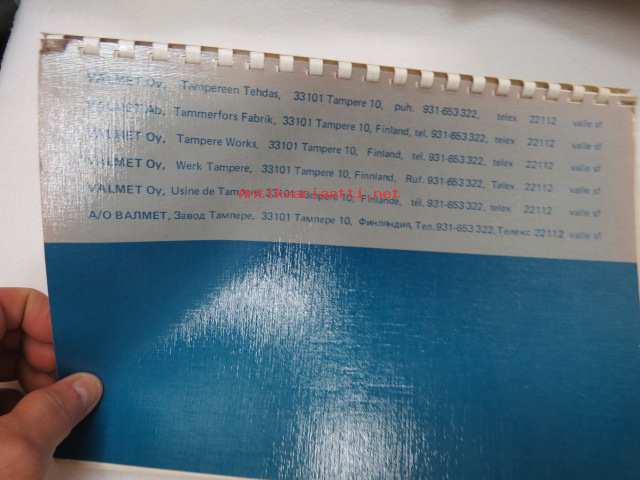 VALMET Oy, Tampereen Tehdas, 33101 Tampere 10, puh. 931-653 322, telex 22112 valle sf
VALMET Ab, Tammerfors Fabrik, 33101 Tampere 10, Finland, tel. 931-653 322, telex 22112 valle sf
VALMET Oy, Tampere Works, 33101 Tampere 10, Finland, tel. 931-653 322, telex 22112 valle sf
VALMET Oy, Werk Tampere, 33101 Tampere 10, Finnland, Ruf. 931-653 322, Telex 22112 valle sf
VALMET Oy, Usine de Tampere, 33101 Tampere 10, Finlande, tél. 931-653 322, telex 22112 valle sf
A/O ВАЛМЕТ, Завод Тампере, 33101 Тампере 10, Финляндия, Тел. 931-653 322, Телекс 22112 valle sf